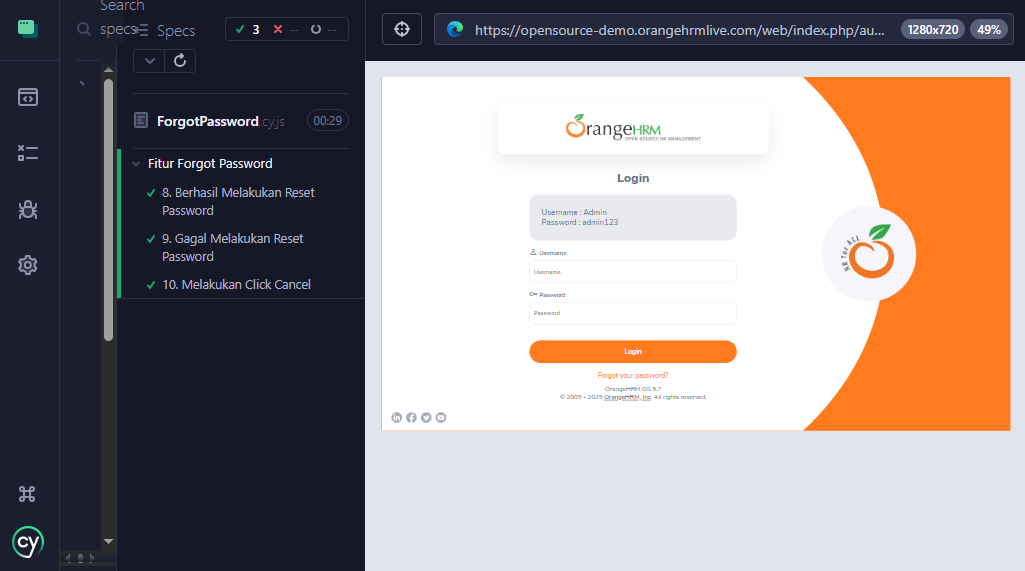 Search
specs
Specs
3
--
--
ForgotPassword.cy.js
00:29
Fitur Forgot Password
8. Berhasil Melakukan Reset
Password
9. Gagal Melakukan Reset
Password
10. Melakukan Click Cancel
cy
https://opensource-demo.orangehrmlive.com/web/index.php/au...
1280x720
49%
OrangeHRM
OPEN SOURCE HR MANAGEMENT
Login
Username : Admin
Password : admin123
Username
Username
Password
Password
Login
Forgot your password?
OrangeHRM OS 5.7
© 2005 - 2025 OrangeHRM, Inc. All rights reserved.
HR for ALL